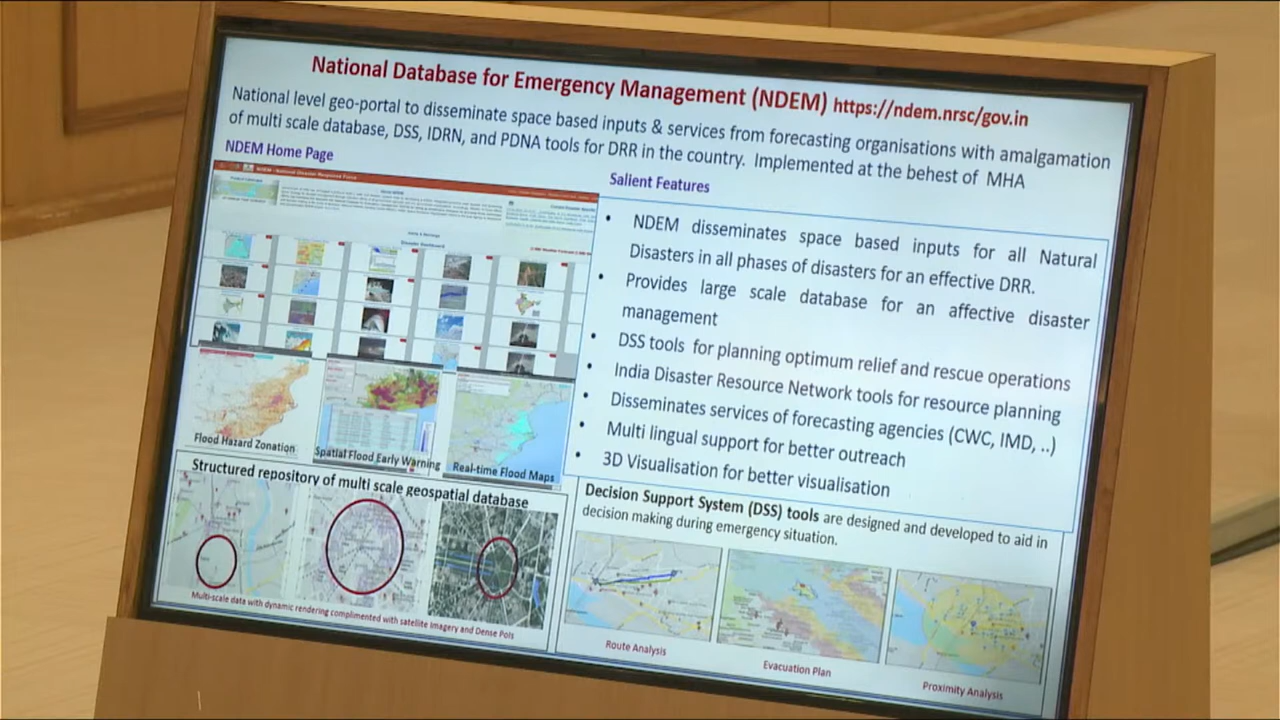 National Database for Emergency Management (NDEM) https://ndem.nrsc/gov.in
National level geo-portal to disseminate space based inputs & services from forecasting organisations with amalgamation
of multi scale database, DSS, IDRN, and PDNA tools for DRR in the country. Implemented at the behest of MHA
NDEM Home Page
Salient Features
• NDEM disseminates space based inputs for all Natural
Disasters in all phases of disasters for an effective DRR.
• Provides large scale database for an affective disaster
management
• DSS tools for planning optimum relief and rescue operations
• India Disaster Resource Network tools for resource planning
• Disseminates services of forecasting agencies (CWC, IMD, ..)
• Multi lingual support for better outreach
• 3D Visualisation for better visualisation
Flood Hazard Zonation
Spatial Flood Early Warning
Real-time Flood Maps
Structured repository of multi scale geospatial database
Multi-scale data with dynamic rendering complimented with satellite imagery and Dense PoIs
Decision Support System (DSS) tools are designed and developed to aid in
decision making during emergency situation.
Route Analysis
Evacuation Plan
Proximity Analysis